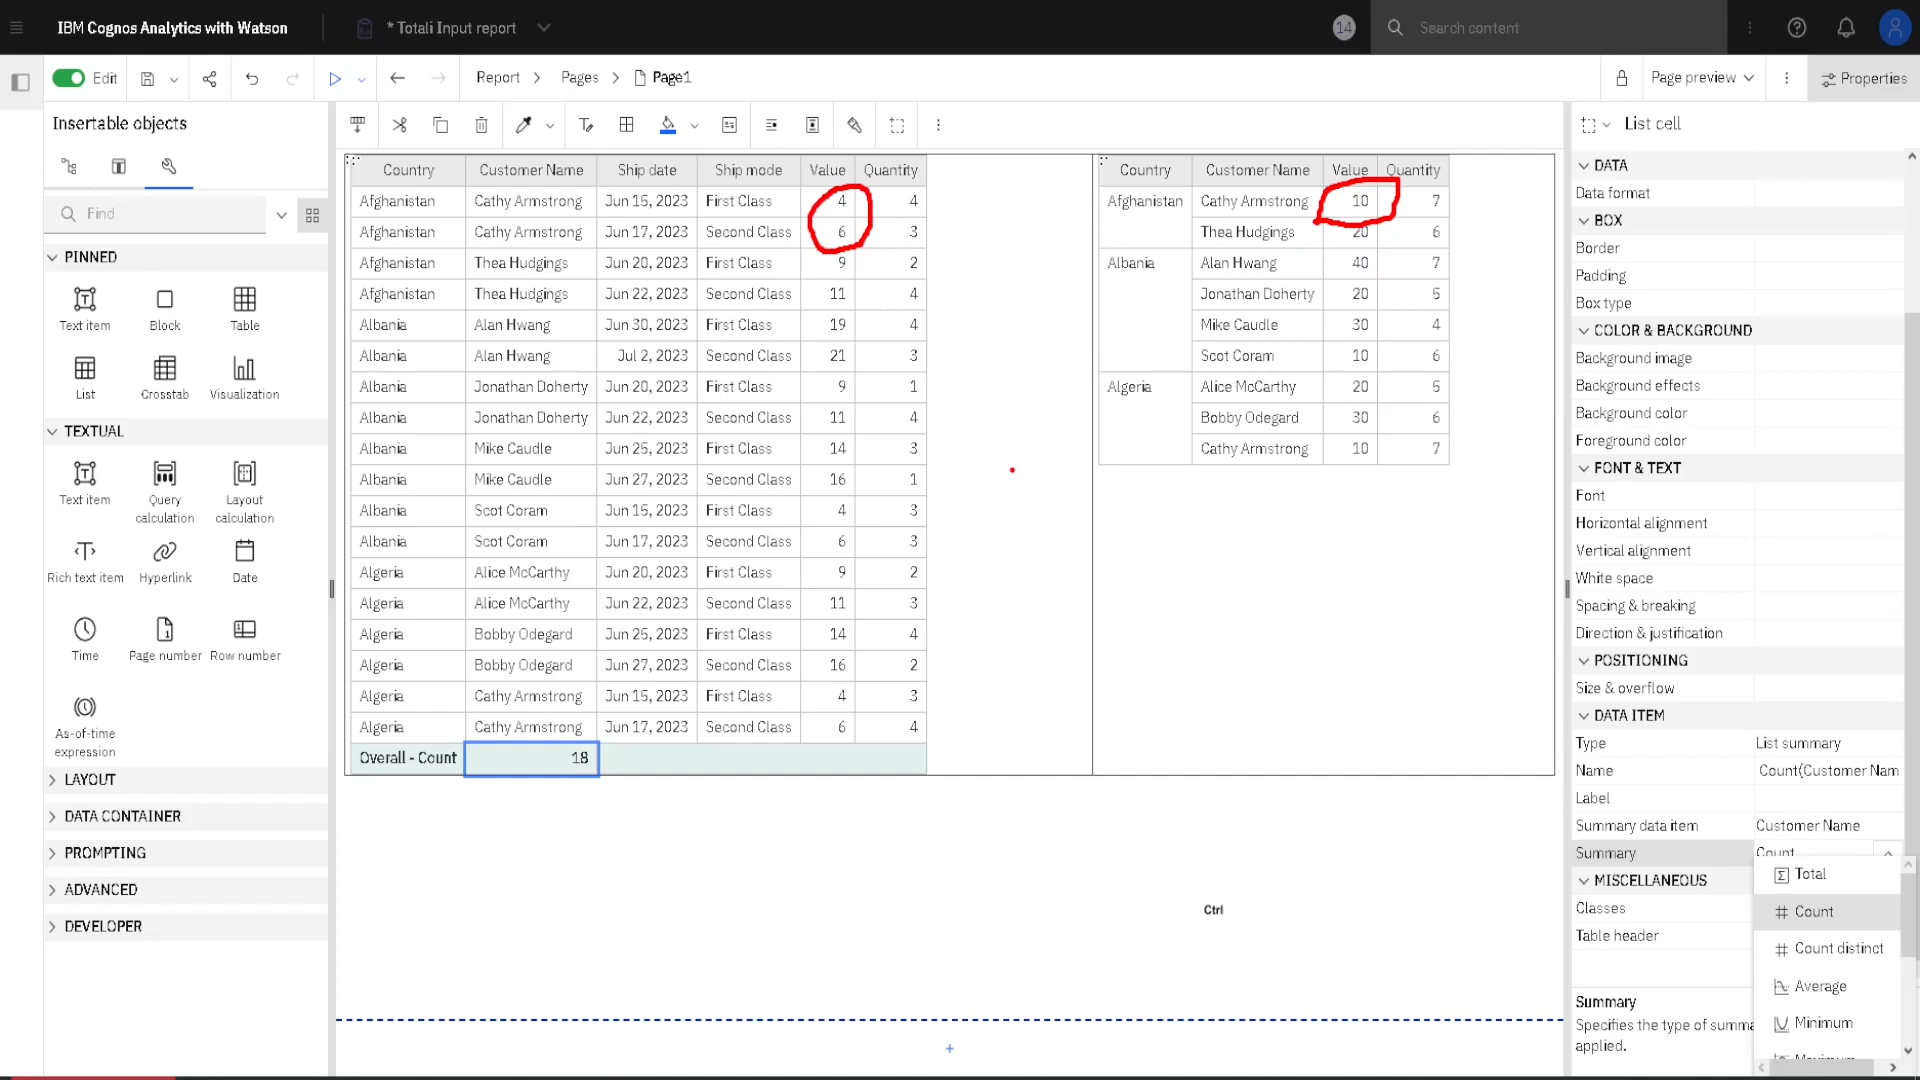 IBM Cognos Analytics with Watson
* Totali Input report
14
Search content
Edit
Report
Pages
Page1
Page preview
Properties
Insertable objects
Find
PINNED
Text item
Block
Table
List
Crosstab
Visualization
TEXTUAL
Text item
Query calculation
Layout calculation
Rich text item
Hyperlink
Date
Time
Page number
Row number
As-of-time expression
LAYOUT
DATA CONTAINER
PROMPTING
ADVANCED
DEVELOPER
Country Customer Name Ship date Ship mode Value Quantity
Afghanistan Cathy Armstrong Jun 15, 2023 First Class 4 4
Afghanistan Cathy Armstrong Jun 17, 2023 Second Class 6 3
Afghanistan Thea Hudgings Jun 20, 2023 First Class 9 2
Afghanistan Thea Hudgings Jun 22, 2023 Second Class 11 4
Albania Alan Hwang Jun 30, 2023 First Class 19 4
Albania Alan Hwang Jul 2, 2023 Second Class 21 3
Albania Jonathan Doherty Jun 20, 2023 First Class 9 1
Albania Jonathan Doherty Jun 22, 2023 Second Class 11 4
Albania Mike Caudle Jun 25, 2023 First Class 14 3
Albania Mike Caudle Jun 27, 2023 Second Class 16 1
Albania Scot Coram Jun 15, 2023 First Class 4 3
Albania Scot Coram Jun 17, 2023 Second Class 6 3
Algeria Alice McCarthy Jun 20, 2023 First Class 9 2
Algeria Alice McCarthy Jun 22, 2023 Second Class 11 3
Algeria Bobby Odegard Jun 25, 2023 First Class 14 4
Algeria Bobby Odegard Jun 27, 2023 Second Class 16 2
Algeria Cathy Armstrong Jun 15, 2023 First Class 4 3
Algeria Cathy Armstrong Jun 17, 2023 Second Class 6 4
Overall - Count 18
Country Customer Name Value Quantity
Afghanistan Cathy Armstrong 10 7
Thea Hudgings 20 6
Albania Alan Hwang 40 7
Jonathan Doherty 20 5
Mike Caudle 30 4
Scot Coram 10 6
Algeria Alice McCarthy 20 5
Bobby Odegard 30 6
Cathy Armstrong 10 7
Ctrl
List cell
DATA
Data format
BOX
Border
Padding
Box type
COLOR & BACKGROUND
Background image
Background effects
Background color
Foreground color
FONT & TEXT
Font
Horizontal alignment
Vertical alignment
White space
Spacing & breaking
Direction & justification
POSITIONING
Size & overflow
DATA ITEM
Type List summary
Name Count(Customer Nam
Label
Summary data item Customer Name
Summary Count
MISCELLANEOUS
Classes
Table header
Total
Count
Count distinct
Average
Minimum
Maximum
Summary
Specifies the type of summa
applied.